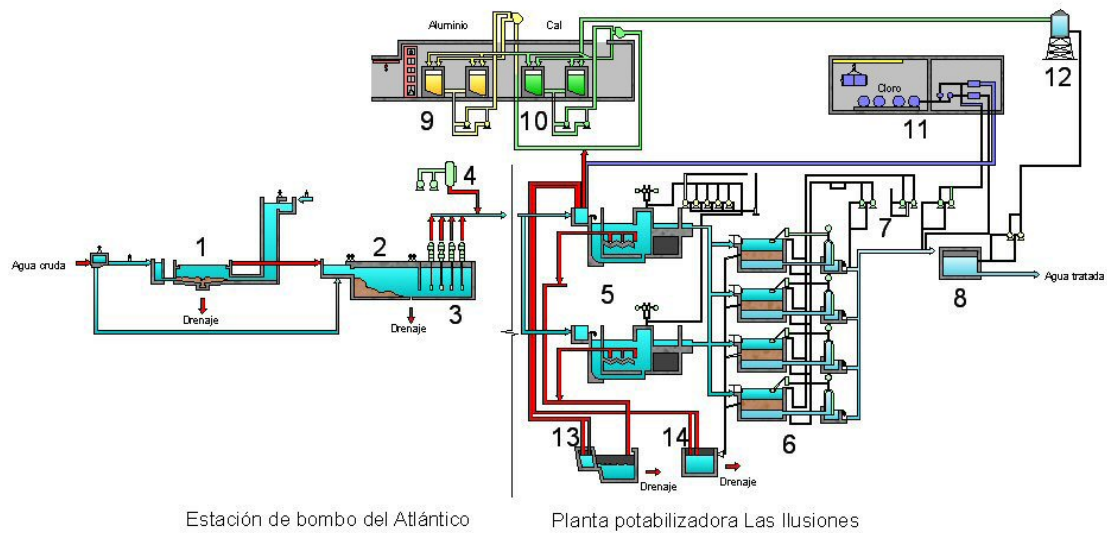 Aluminio
Cal
9
10
12
Cloro
11
4
1
2
3
Agua cruda
Drenaje
Drenaje
5
7
8
Agua tratada
6
13
14
Drenaje
Drenaje
Estación de bombo del Atlántico
Planta potabilizadora Las Ilusiones